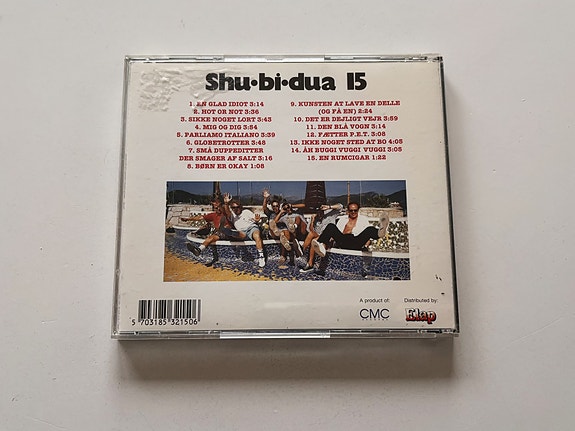 Shu•bi•dua 15
1. EN GLAD IDIOT 3:14
2. HOT OR NOT 3:36
3. SIKKE NOGET LORT 3:43
4. MIG OG DIG 3:54
5. PARLIAMO ITALIANO 3:39
6. GLOBETROTTER 3:48
7. SMÅ DUPPEDITTER
DER SMAGER AF SALT 3:16
8. BØRN ER OKAY 1:08
9. KUNSTEN AT LAVE EN DELLE
(OG FÅ EN) 2:24
10. DET ER DEJLIGT VEJR 3:59
11. DEN BLÅ VOGN 3:14
12. FÆTTER P.E.T. 3:08
13. IKKE NOGET STED AT BO 4:05
14. ÅH BUGGI VUGGI VUGGI 3:05
15. EN RUMCIGAR 1:22
A product of:
CMC
Distributed by:
Elap
5 703185 321506